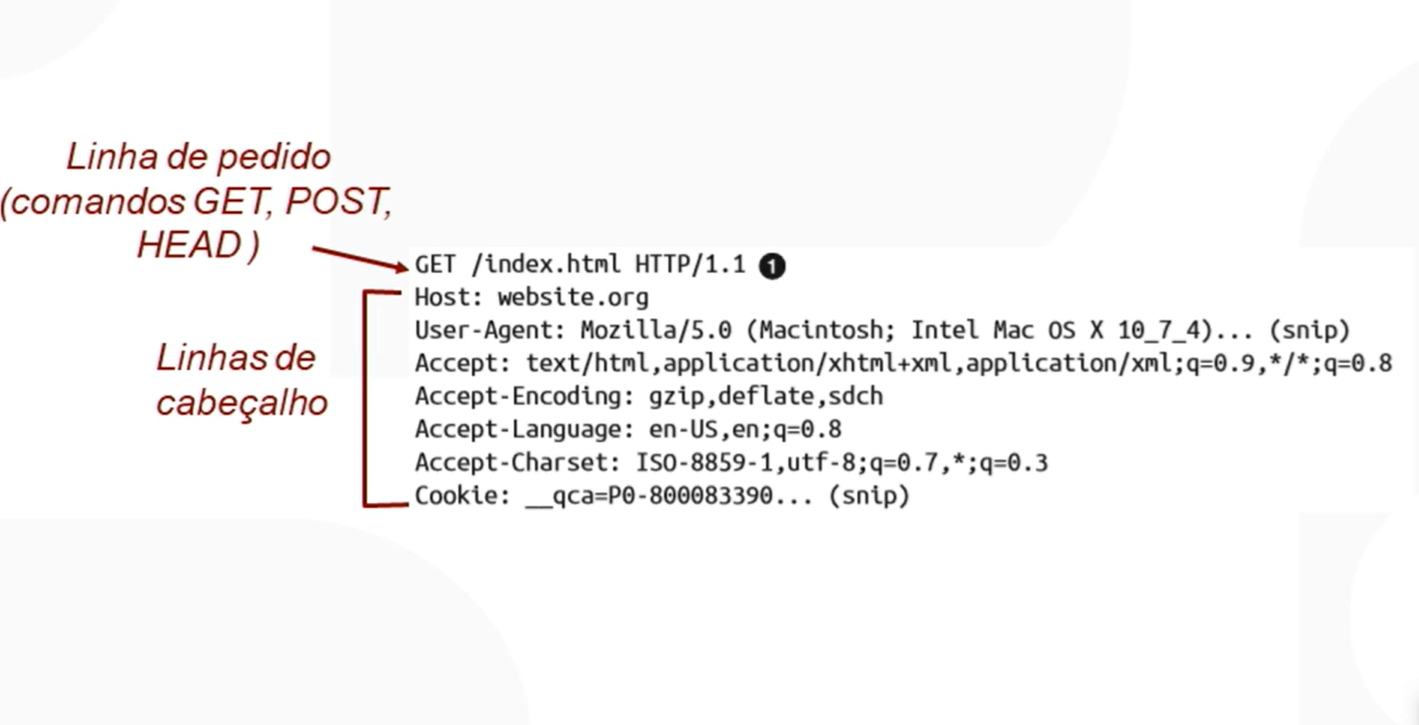 Linha de pedido
(comandos GET, POST,
HEAD )
GET /index.html HTTP/1.1 1
Linhas de
cabeçalho
Host: website.org
User-Agent: Mozilla/5.0 (Macintosh; Intel Mac OS X 10_7_4)... (snip)
Accept: text/html,application/xhtml+xml,application/xml;q=0.9,*/*;q=0.8
Accept-Encoding: gzip,deflate,sdch
Accept-Language: en-US,en;q=0.8
Accept-Charset: ISO-8859-1,utf-8;q=0.7,*;q=0.3
Cookie: __qca=P0-800083390... (snip)